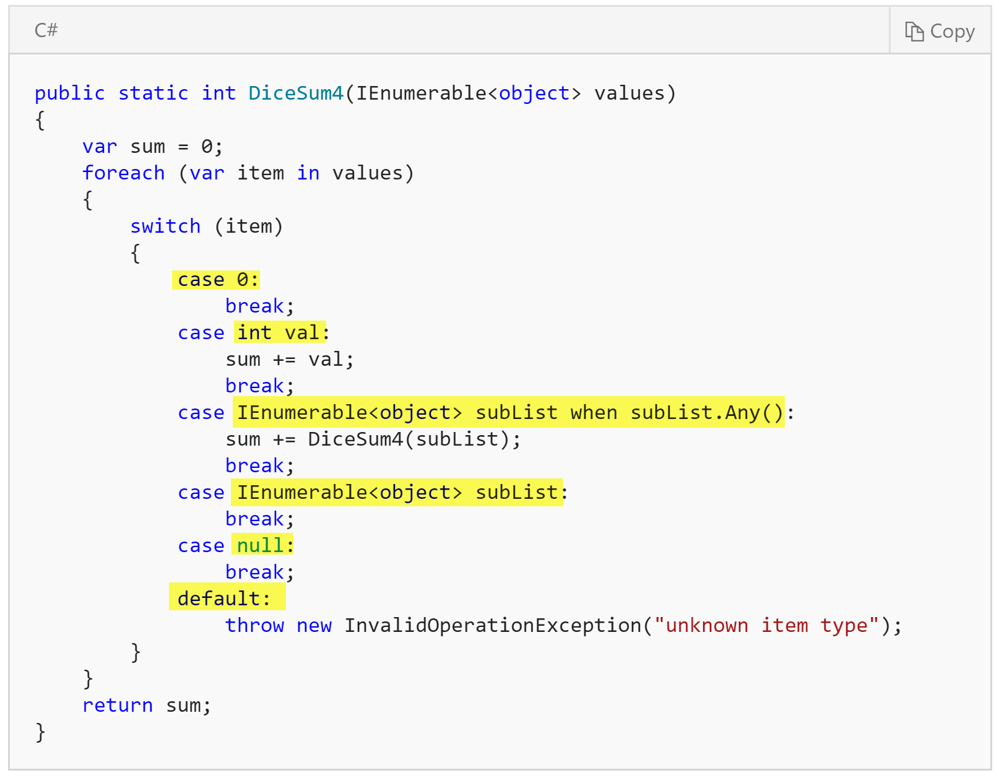 C#
Copy
public static int DiceSum4(IEnumerable<object> values)
{
    var sum = 0;
    foreach (var item in values)
    {
        switch (item)
        {
            case 0:
                break;
            case int val:
                sum += val;
                break;
            case IEnumerable<object> subList when subList.Any():
                sum += DiceSum4(subList);
                break;
            case IEnumerable<object> subList:
                break;
            case null:
                break;
            default:
                throw new InvalidOperationException("unknown item type");
        }
    }
    return sum;
}